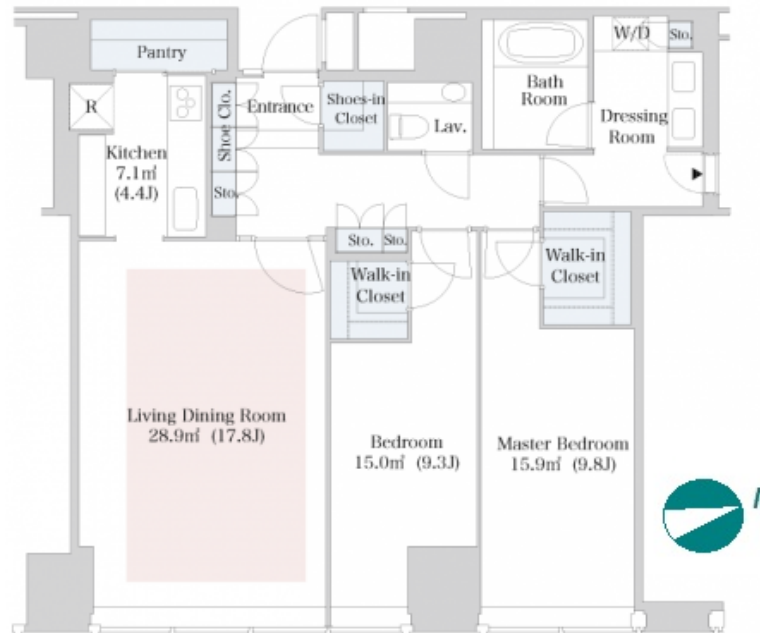 Pantry
W/D
Sto.
R
Shoe Clo.
Entrance
Shoes-in
Closet
Lav.
Bath
Room
Dressing
Room
Kitchen
7.1㎡
(4.4J)
Sto.
Sto.
Sto.
Walk-in
Closet
Walk-in
Closet
Living Dining Room
28.9㎡ (17.8J)
Bedroom
15.0㎡ (9.3J)
Master Bedroom
15.9㎡ (9.8J)